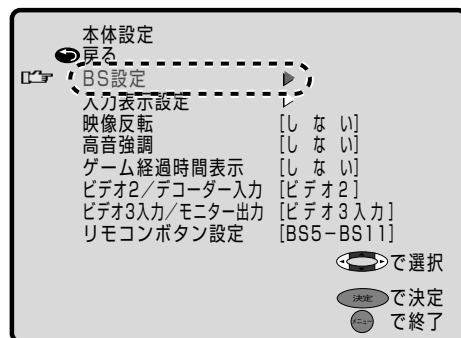 本体設定
戻る
BS設定
入力表示設定
映像反転 [しない]
高音強調 [しない]
ゲーム経過時間表示 [しない]
ビデオ2／デコーダー入力 [ビデオ2]
ビデオ3入力／モニター出力 [ビデオ3入力]
リモコンボタン設定 [BS5－BS11]
で選択
決定 で決定
メニュー で終了